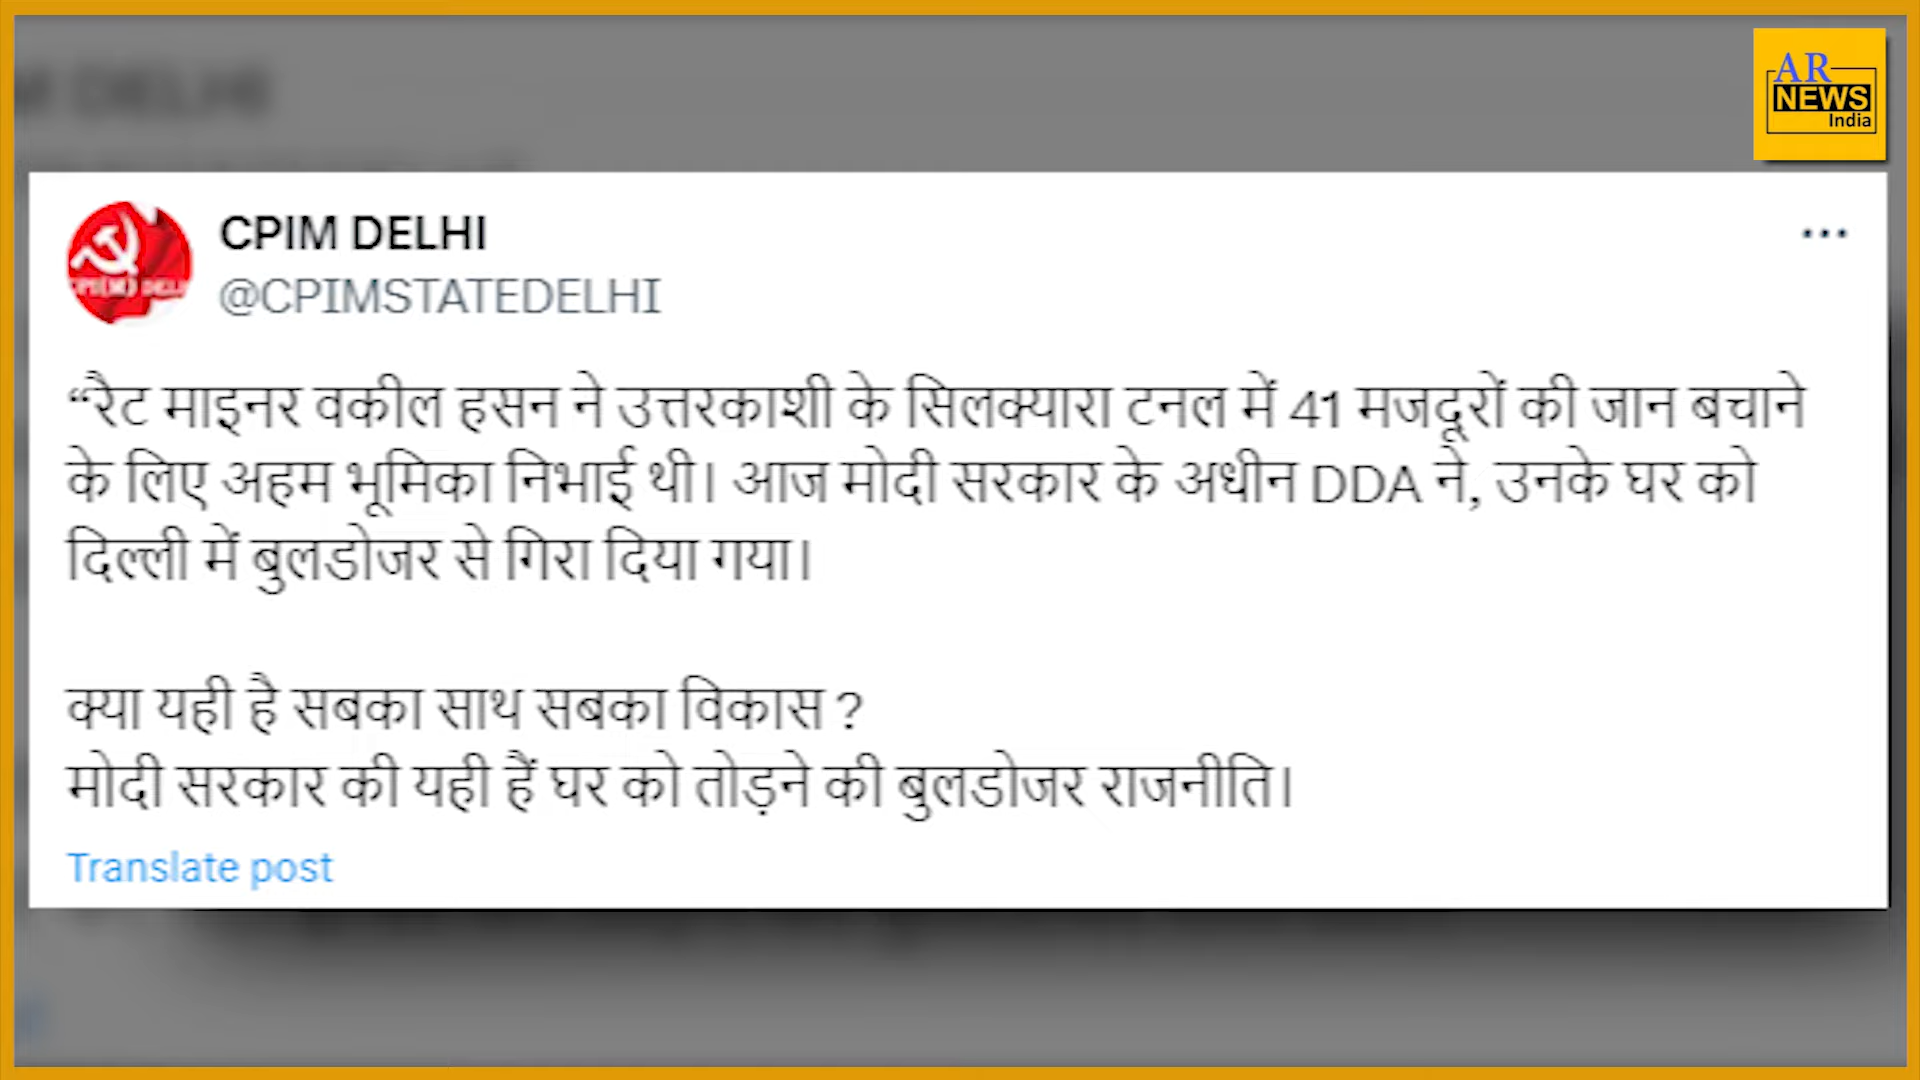 AR
NEWS
India
CPIM DELHI
@CPIMSTATEDELHI
“रैट माइनर वकील हसन ने उत्तरकाशी के सिलक्यारा टनल में 41 मजदूरों की जान बचाने
के लिए अहम भूमिका निभाई थी। आज मोदी सरकार के अधीन DDA ने, उनके घर को
दिल्ली में बुलडोजर से गिरा दिया गया।
क्या यही है सबका साथ सबका विकास ?
मोदी सरकार की यही हैं घर को तोड़ने की बुलडोजर राजनीति।
Translate post